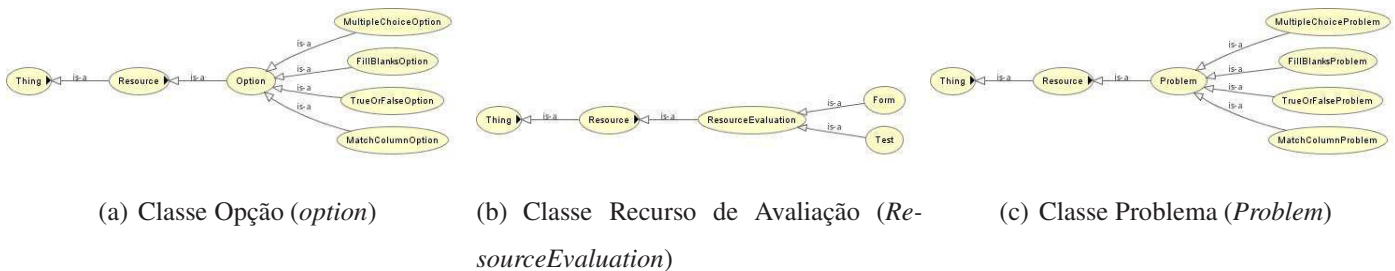 MultipleChoiceOption
is-a
FillBlanksOption
is-a
Thing
is-a
Resource
is-a
Option
is-a
TrueOrFalseOption
is-a
MatchColumnOption
Form
is-a
Thing
is-a
Resource
is-a
ResourceEvaluation
is-a
Test
MultipleChoiceProblem
is-a
FillBlanksProblem
is-a
Thing
is-a
Resource
is-a
Problem
is-a
TrueOrFalseProblem
is-a
MatchColumnProblem
(a) Classe Opção (option)
(b) Classe Recurso de Avaliação (Re-
sourceEvaluation)
(c) Classe Problema (Problem)